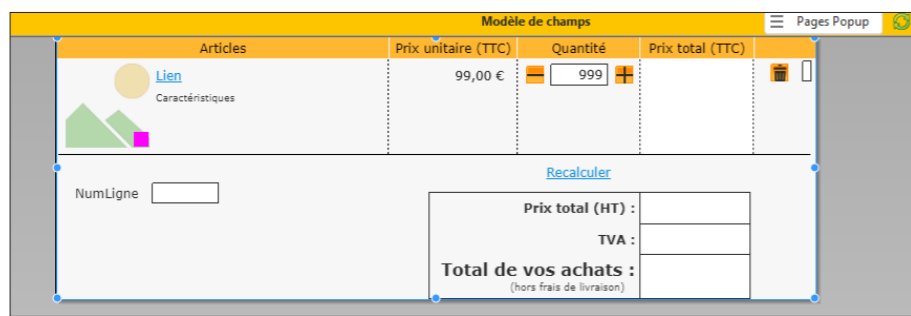 Modèle de champs
Pages Popup
Articles Prix unitaire (TTC) Quantité Prix total (TTC)
Lien 99,00 € 999
Caractéristiques
Recalculer
NumLigne
Prix total (HT) :
TVA :
Total de vos achats :
(hors frais de livraison)